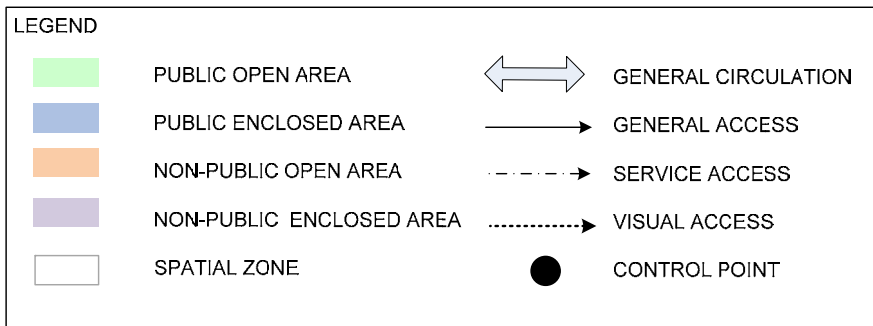 LEGEND
PUBLIC OPEN AREA
PUBLIC ENCLOSED AREA
NON-PUBLIC OPEN AREA
NON-PUBLIC ENCLOSED AREA
SPATIAL ZONE
GENERAL CIRCULATION
GENERAL ACCESS
SERVICE ACCESS
VISUAL ACCESS
CONTROL POINT